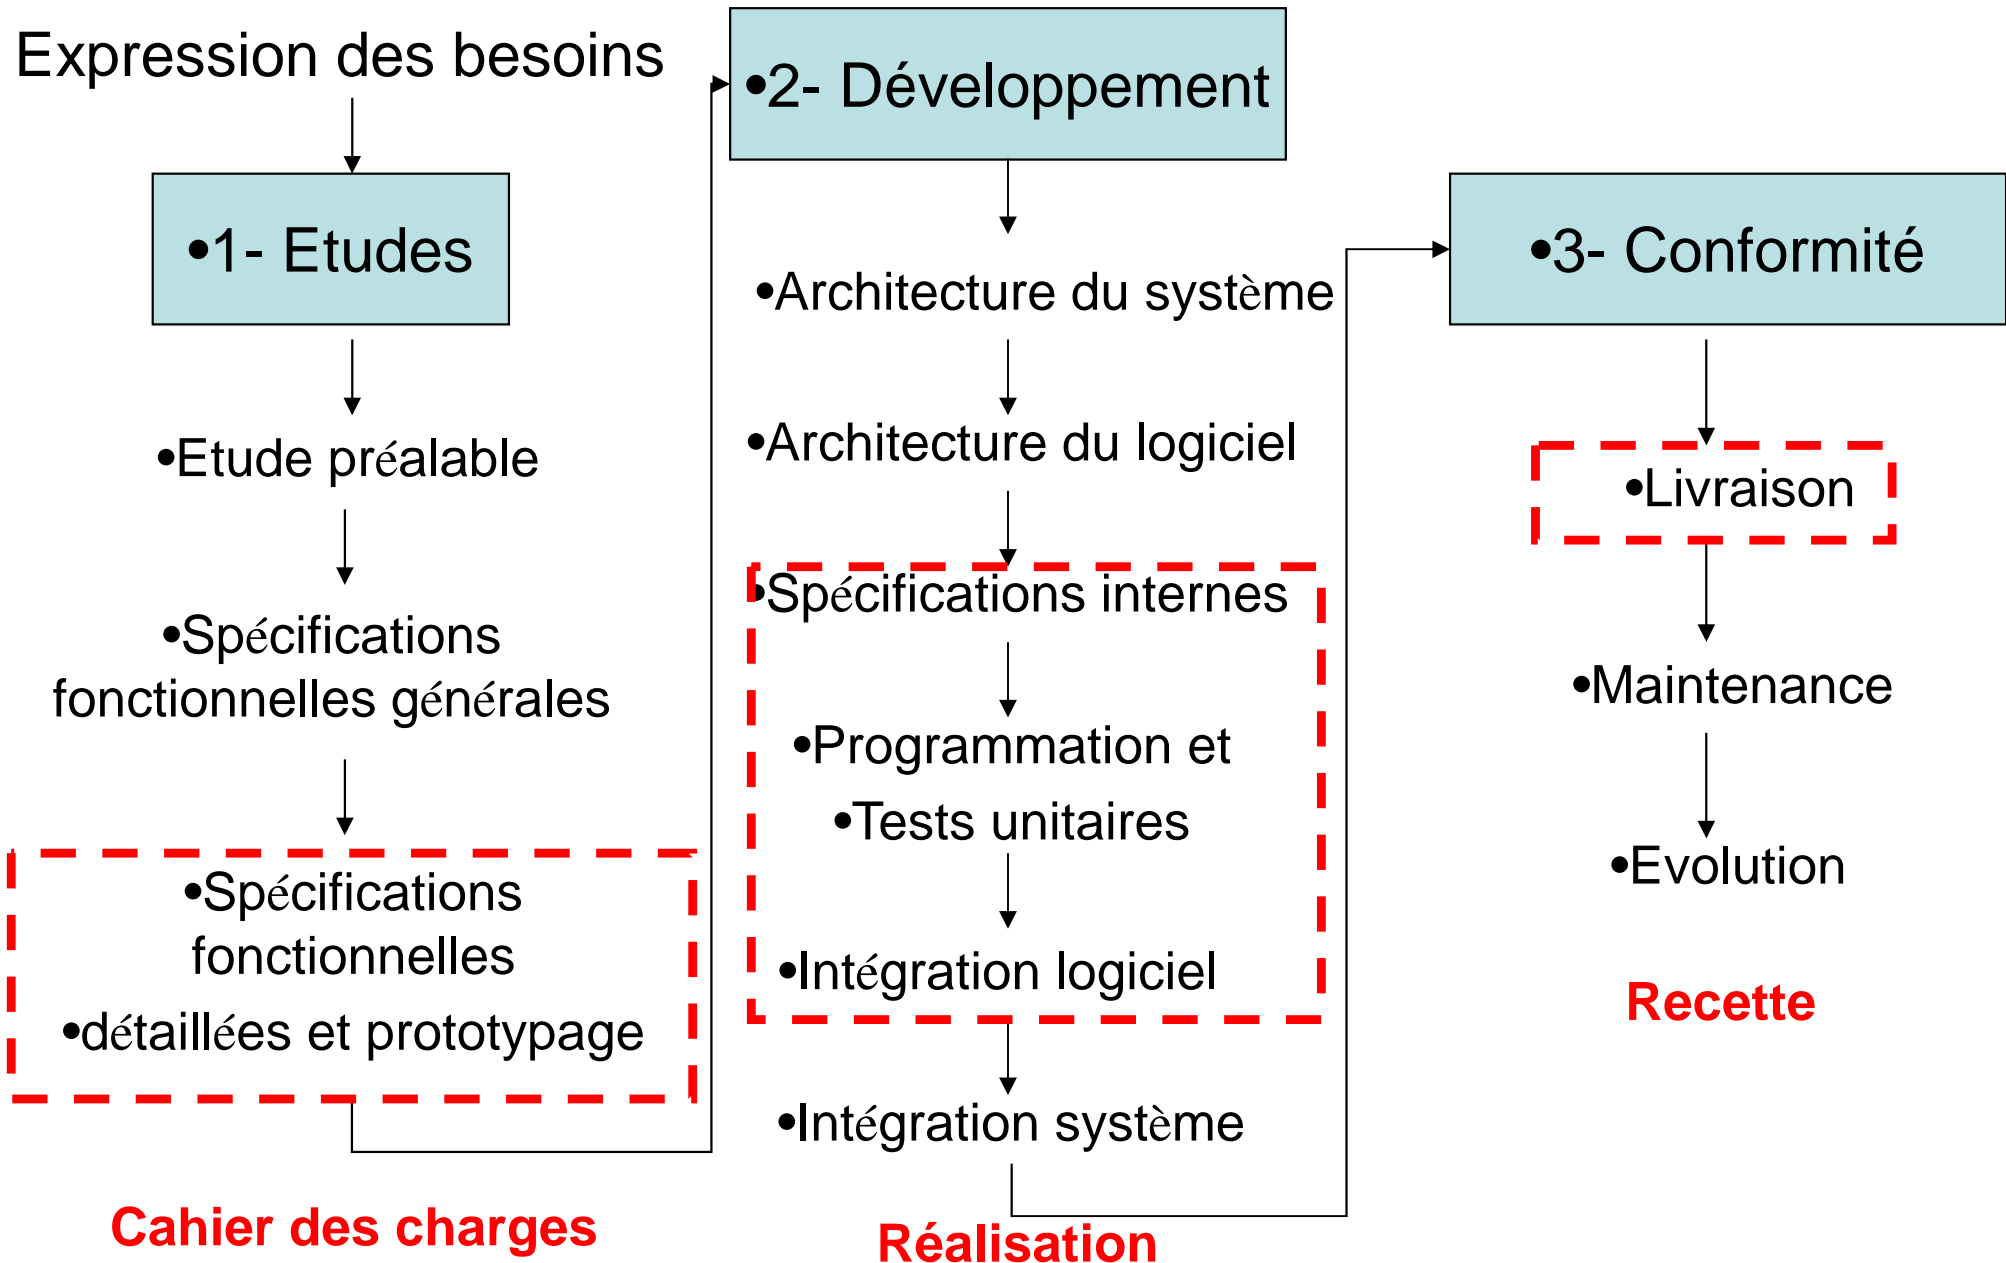 Expression des besoins
•1- Etudes
•Etude préalable
•Spécifications
fonctionnelles générales
•Spécifications
fonctionnelles
•détaillées et prototypage
Cahier des charges
•2- Développement
•Architecture du système
•Architecture du logiciel
•Spécifications internes
•Programmation et
•Tests unitaires
•Intégration logiciel
•Intégration système
Réalisation
•3- Conformité
•Livraison
•Maintenance
•Evolution
Recette